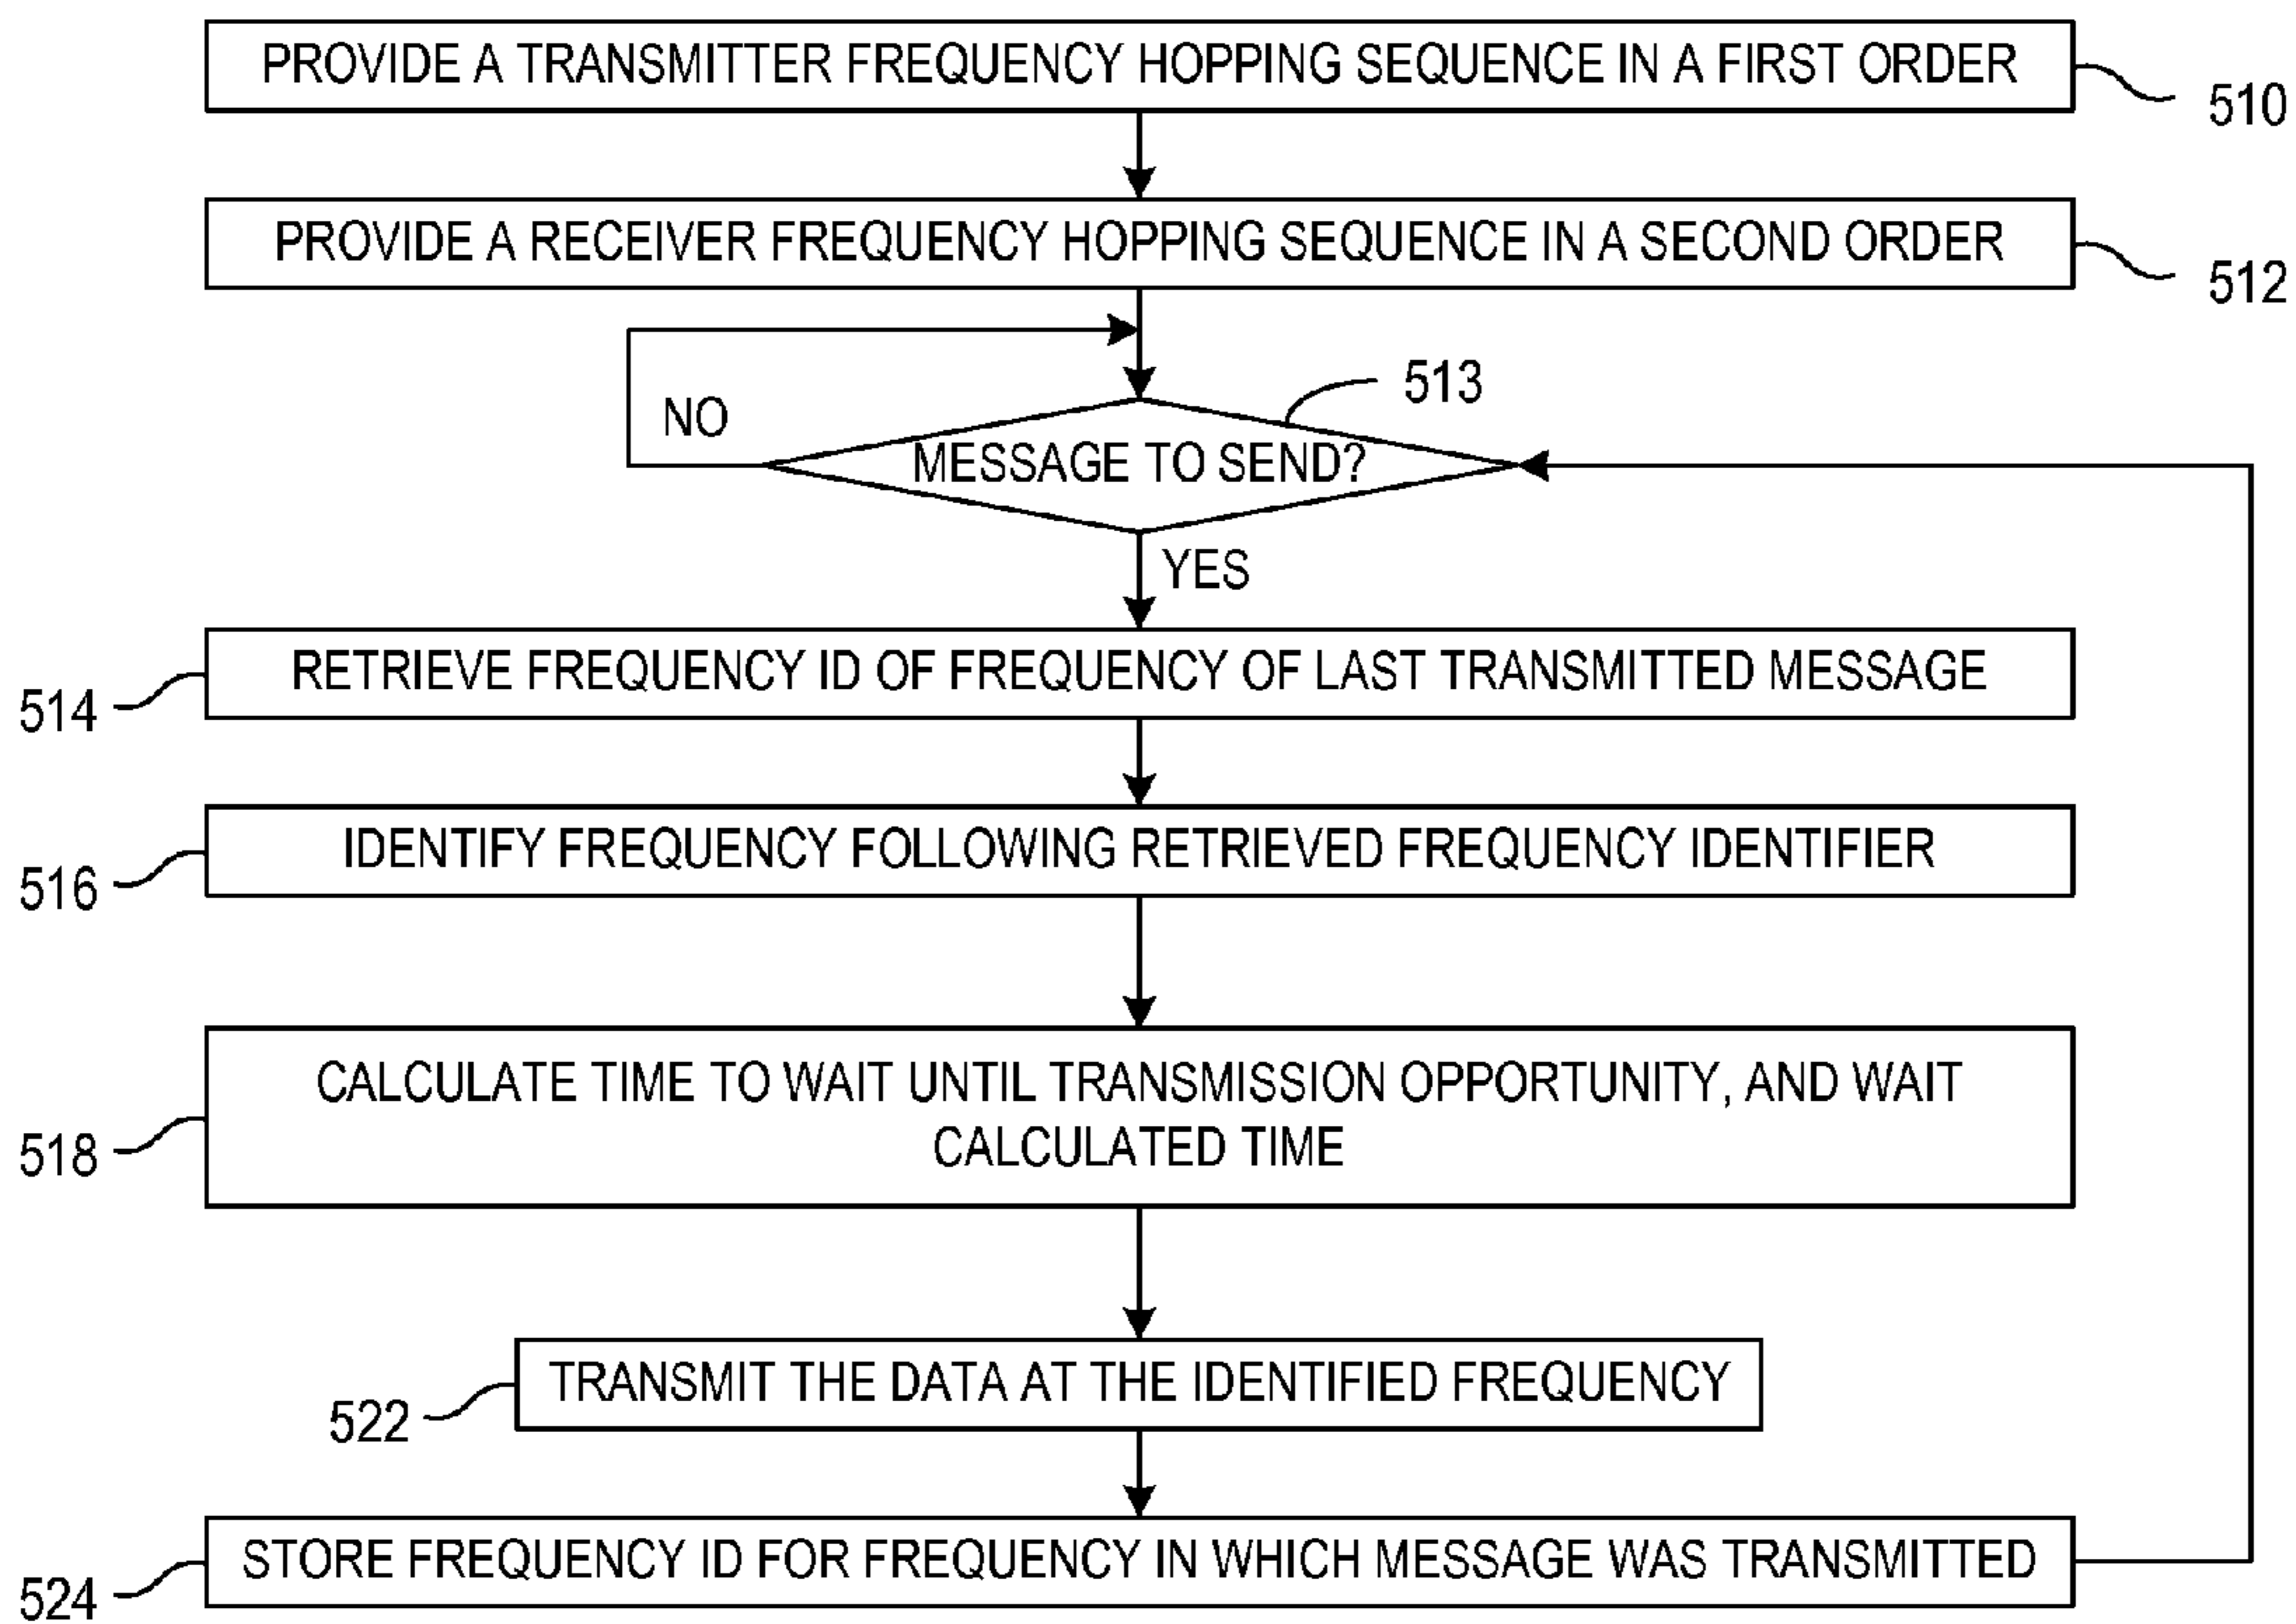 PROVIDE A TRANSMITTER FREQUENCY HOPPING SEQUENCE IN A FIRST ORDER
510
PROVIDE A RECEIVER FREQUENCY HOPPING SEQUENCE IN A SECOND ORDER
512
513
NO
MESSAGE TO SEND?
YES
RETRIEVE FREQUENCY ID OF FREQUENCY OF LAST TRANSMITTED MESSAGE
514
IDENTIFY FREQUENCY FOLLOWING RETRIEVED FREQUENCY IDENTIFIER
516
CALCULATE TIME TO WAIT UNTIL TRANSMISSION OPPORTUNITY, AND WAIT
CALCULATED TIME
518
TRANSMIT THE DATA AT THE IDENTIFIED FREQUENCY
522
STORE FREQUENCY ID FOR FREQUENCY IN WHICH MESSAGE WAS TRANSMITTED
524